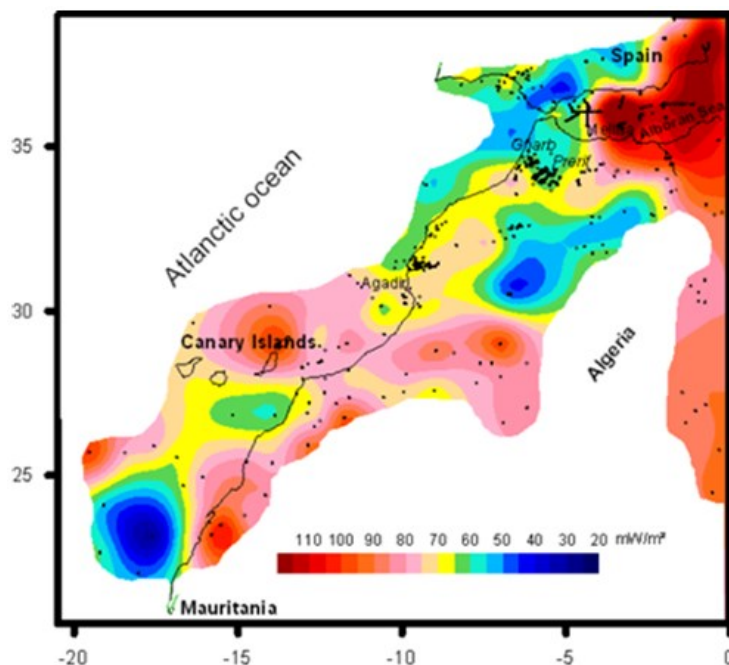 Spain
Melilla Alboran Sea
Gharb
Prerif
35
Atlanctic ocean
30
Agadir
Canary Islands
Algeria
25
110 100 90 80 70 60 50 40 30 20 mW/m²
Mauritania
-20 -15 -10 -5 0